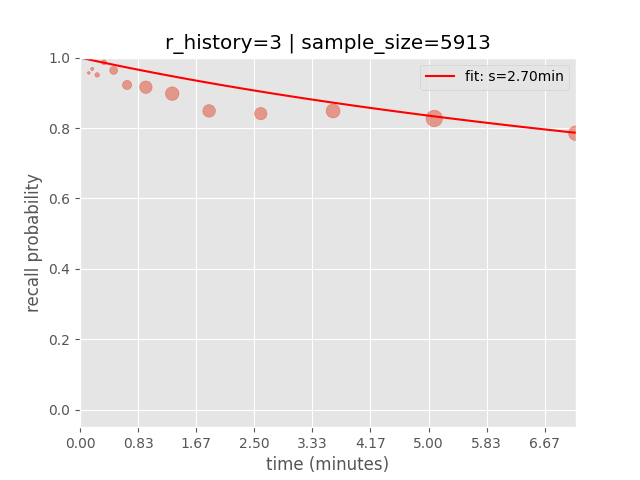 r_history=3 | sample_size=5913
fit: s=2.70min
1.0
0.8
0.6
0.4
0.2
0.0
recall probability
0.00 0.83 1.67 2.50 3.33 4.17 5.00 5.83 6.67
time (minutes)